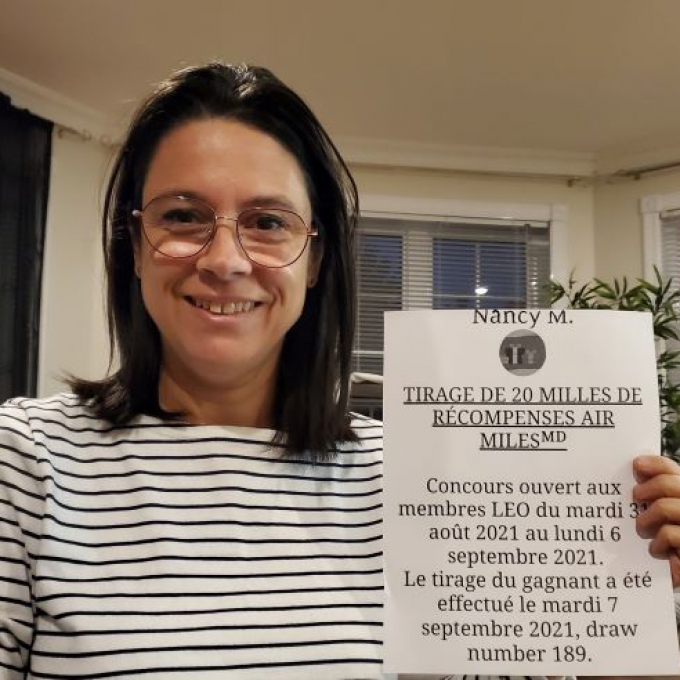 Nancy M.
TIRAGE DE 20 MILLES DE
RÉCOMPENSES AIR
MILESᴹᴰ
Concours ouvert aux
membres LEO du mardi 31
août 2021 au lundi 6
septembre 2021.
Le tirage du gagnant a été
effectué le mardi 7
septembre 2021, draw
number 189.